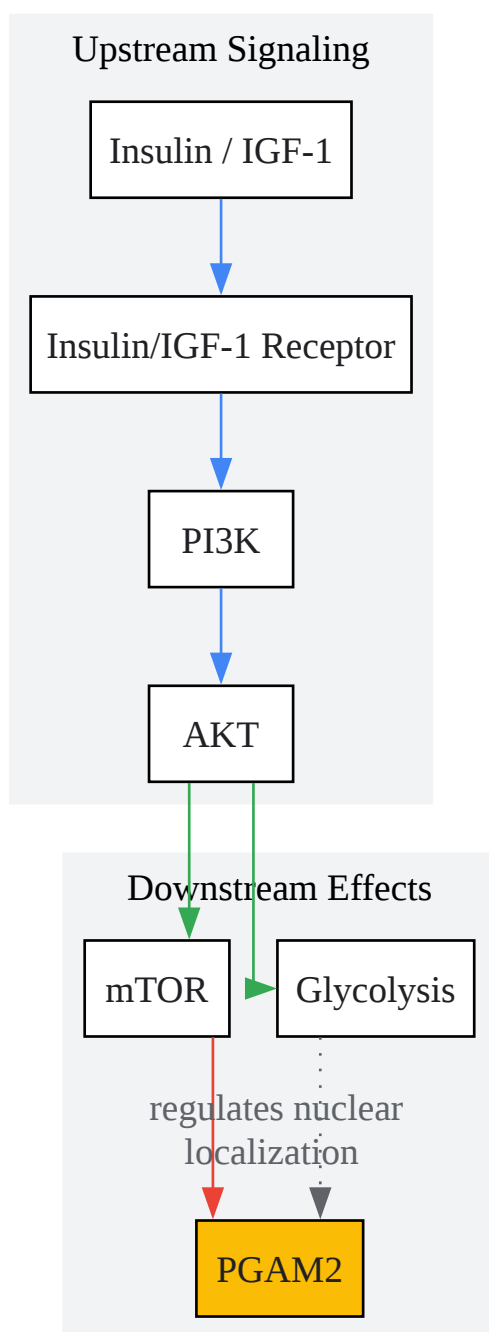 Upstream Signaling
Insulin / IGF-1
Insulin/IGF-1 Receptor
PI3K
AKT
Downstream Effects
mTOR
Glycolysis
regulates nuclear
localization
PGAM2